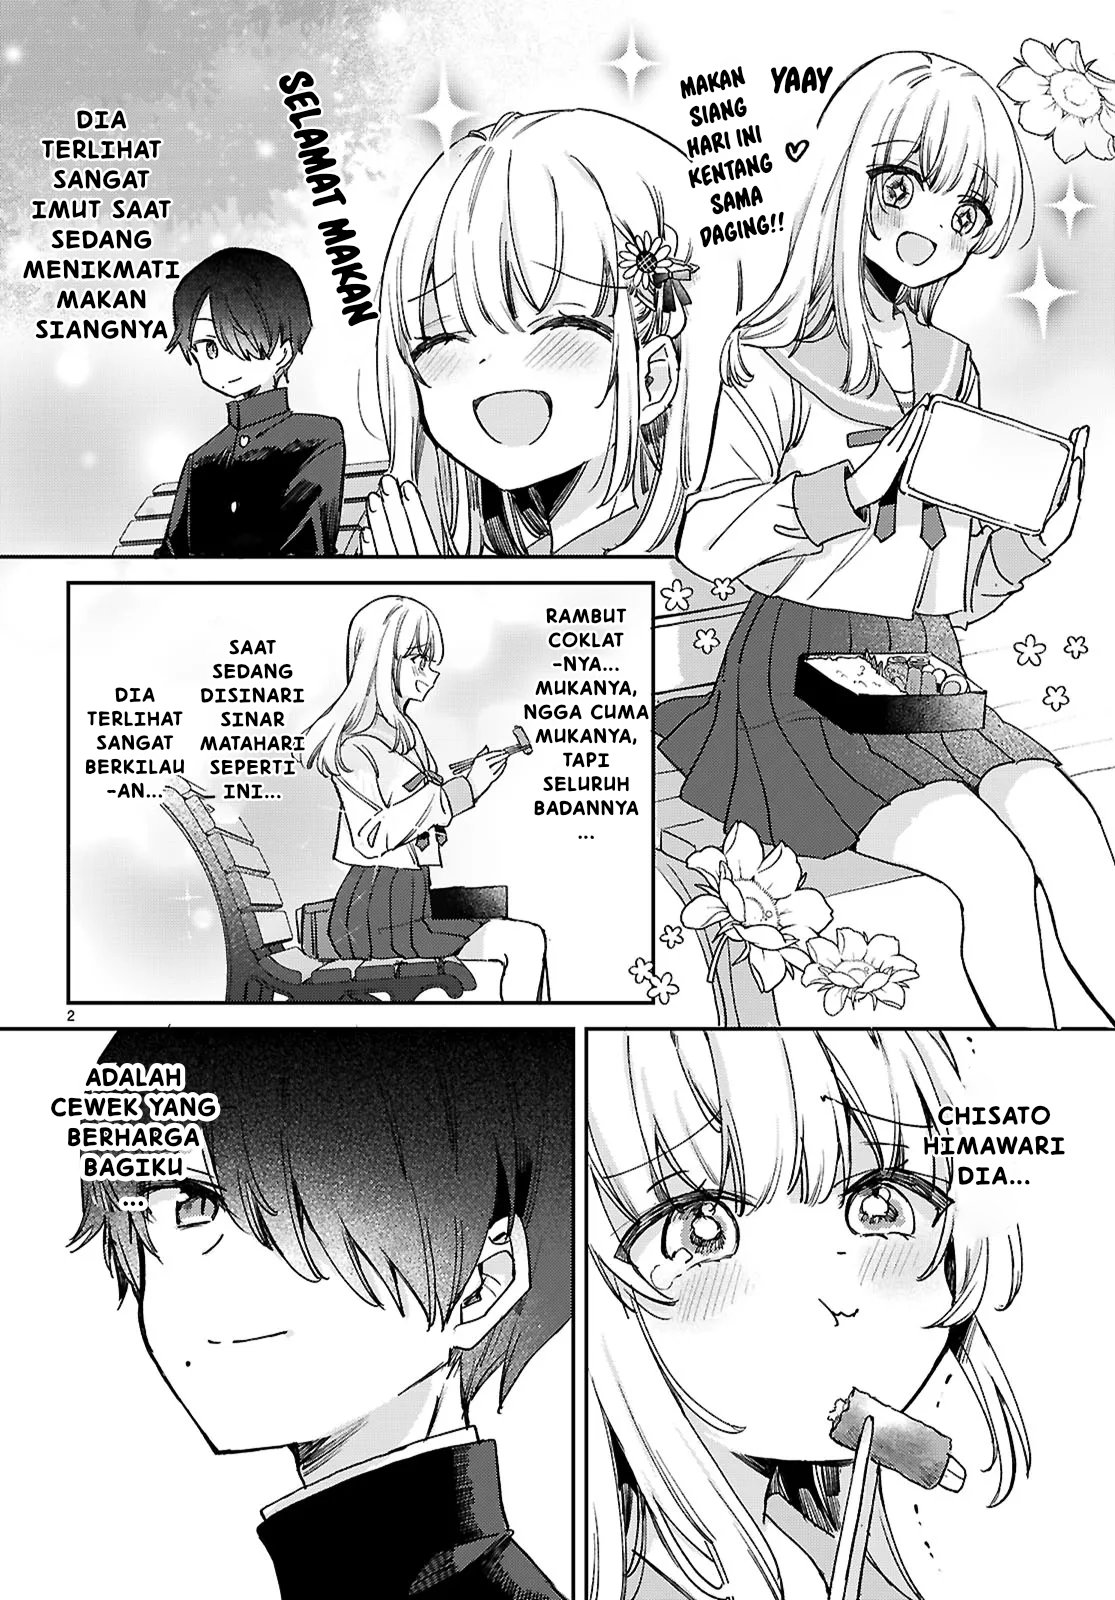 YAAY
MAKAN
SIANG
HARI INI
KENTANG
SAMA
DAGING!!
SELAMAT MAKAN
DIA
TERLIHAT
SANGAT
IMUT SAAT
SEDANG
MENIKMATI
MAKAN
SIANGNYA
RAMBUT
COKLAT
-NYA...
MUKANYA,
NGGA CUMA
MUKANYA,
TAPI
SELURUH
BADANNYA
...
SAAT
SEDANG
DISINARI
SINAR
MATAHARI
SEPERTI
INI...
DIA
TERLIHAT
SANGAT
BERKILAU
-AN...
2
CHISATO
HIMAWARI
DIA...
ADALAH
CEWEK YANG
BERHARGA
BAGIKU
...